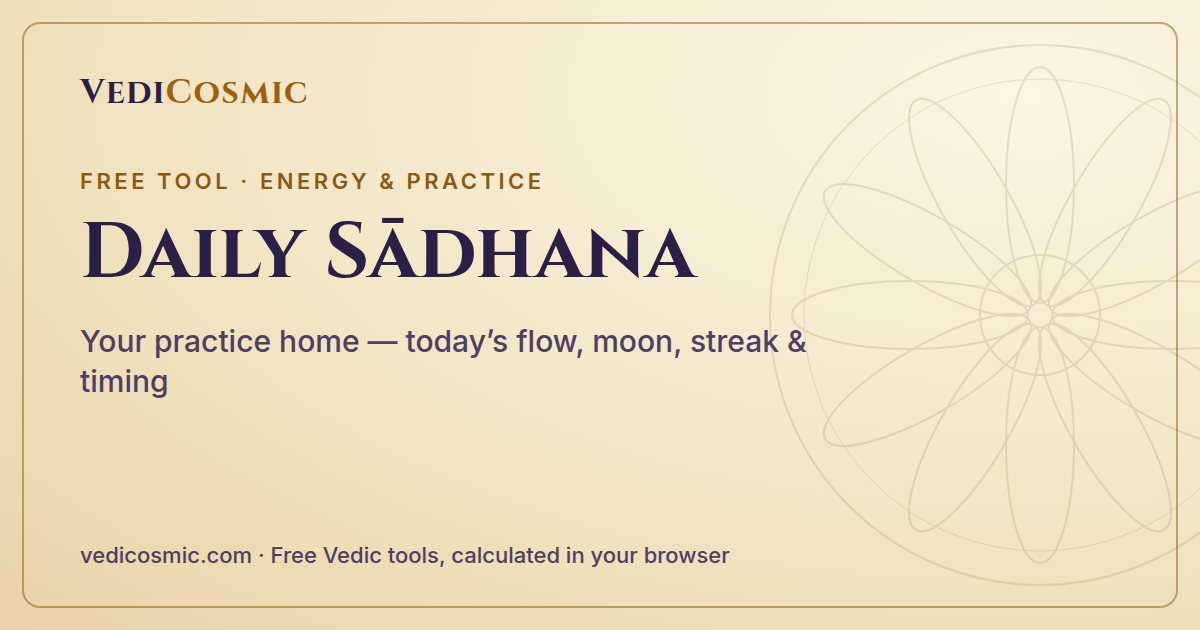 VediCosmic
FREE TOOL · ENERGY & PRACTICE
Daily Sādhana
Your practice home — today’s flow, moon, streak &
timing
vedicosmic.com · Free Vedic tools, calculated in your browser